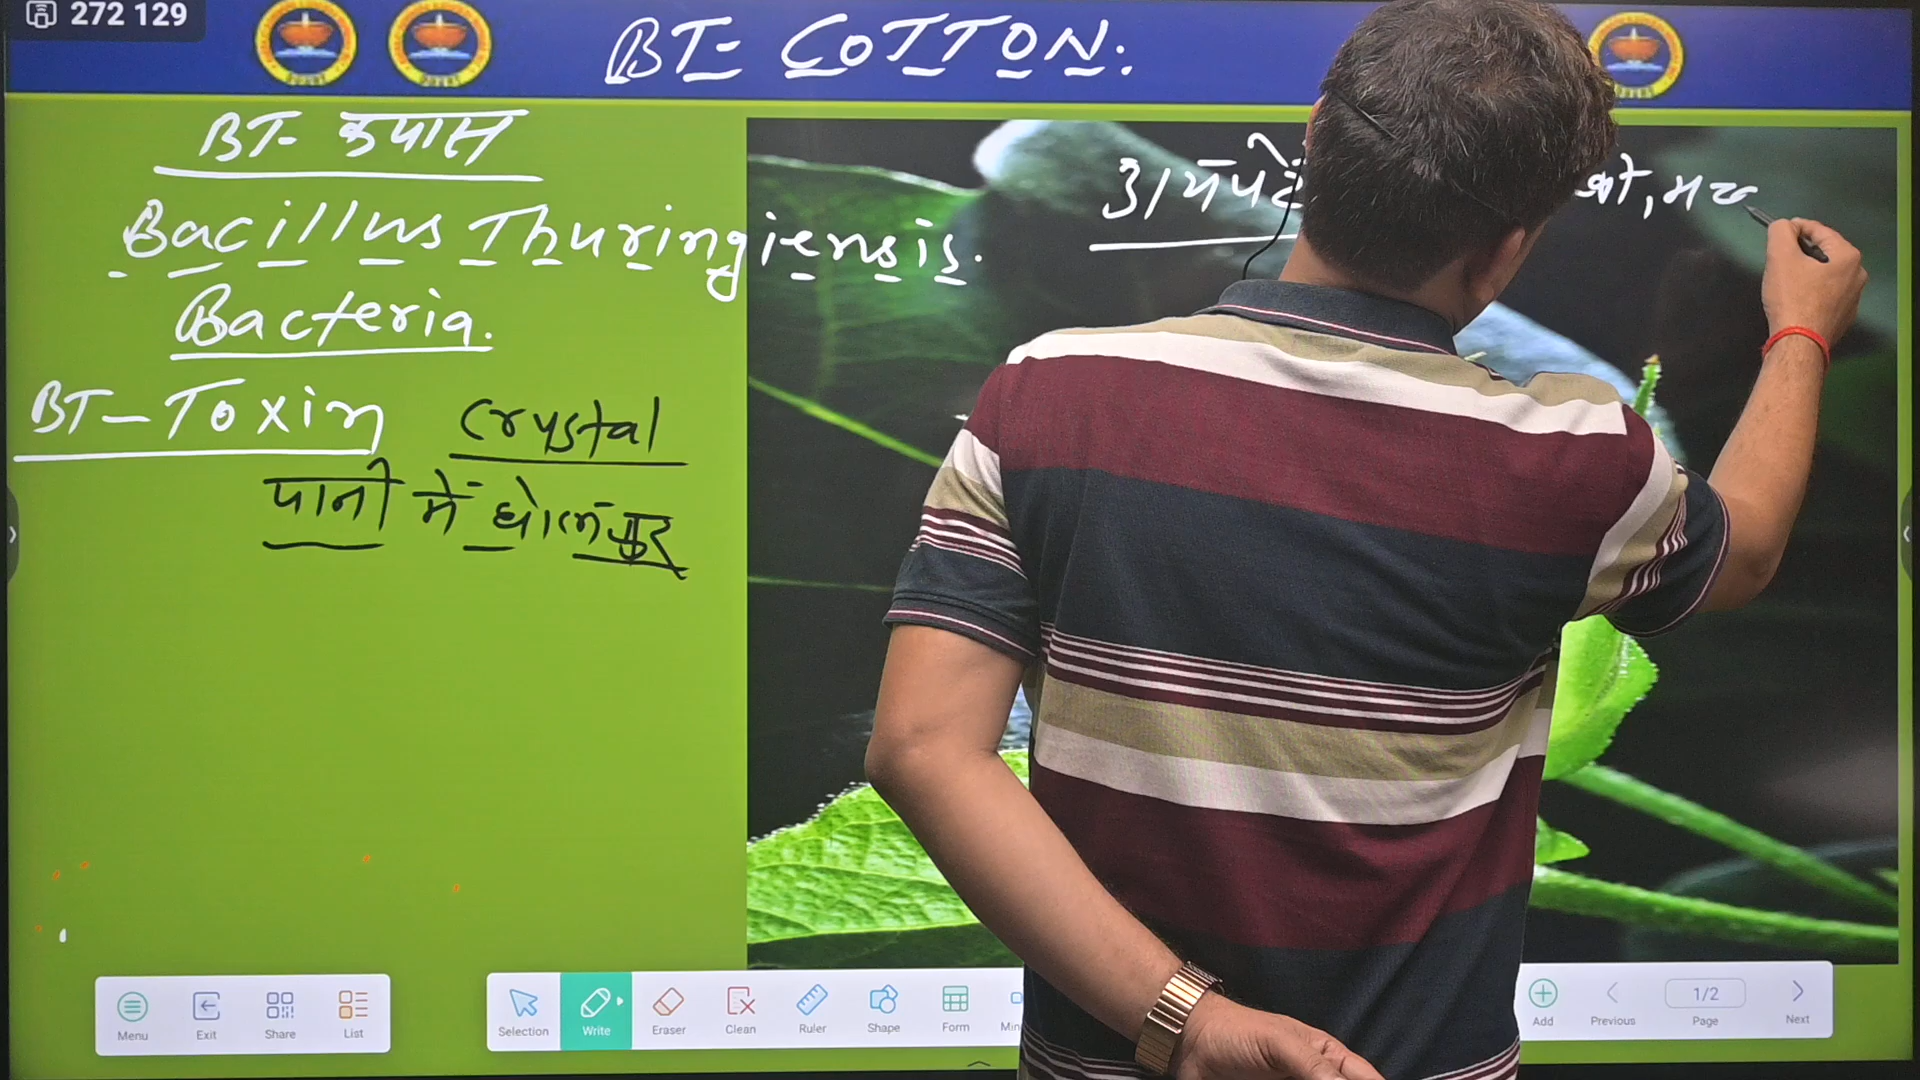 272 129
BT- COTTON:
BT- कपास
Bacillus Thuringiensis.
Bacteria.
BT-Toxin
Crystal
पानी में
Menu
Exit
Share
List
Selection
Write
Eraser
Clean
Ruler
Shape
Form
Add
Previous
1/2
Page
Next